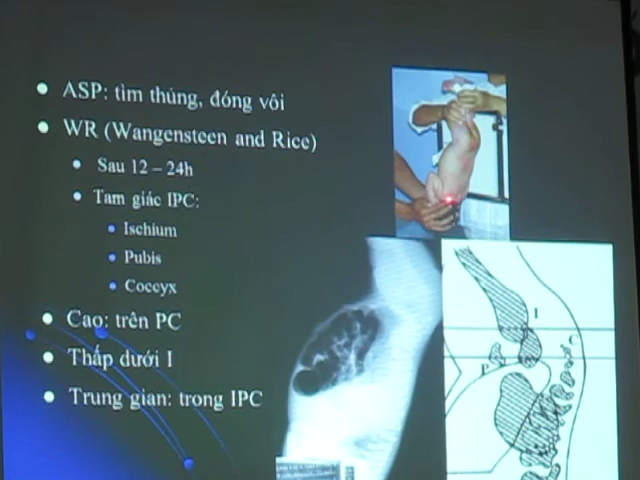 ASP: tìm thủng, đóng vôi
WR (Wangensteen and Rice)
Sau 12 – 24h
Tam giác IPC:
Ischium
Pubis
Coccyx
Cao: trên PC
Thấp dưới I
Trung gian: trong IPC
I
P